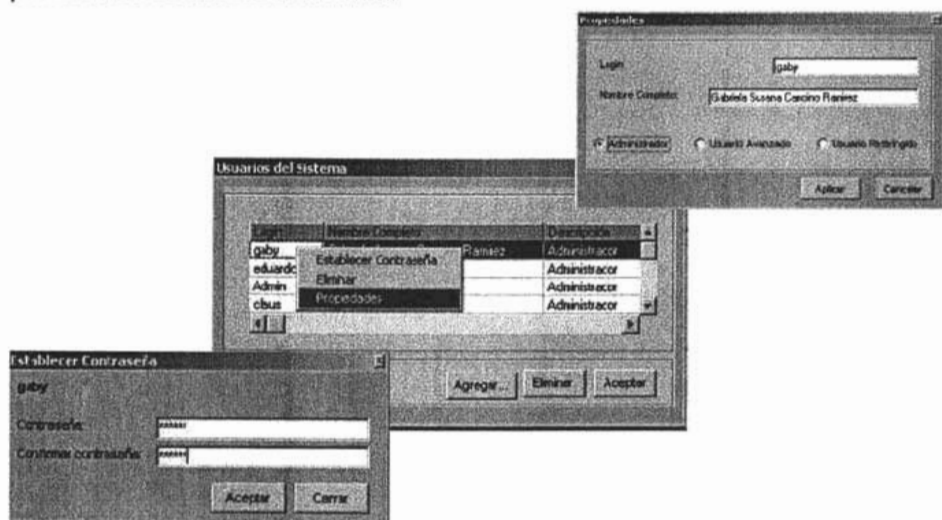 Propiedades
Login
gaby
Nombre Completo:
Gabriela Susana Cancino Ramirez
Administrador
Usuario Avanzado
Usuario Restringido
Aplicar
Cancelar
Usuarios del Sistema
Login Nombre Completo Descripción
gaby Ramirez Administrador
eduardo Administrador
Admin Administrador
Administrador
Establecer Contraseña
Eliminar
Propiedades
Agregar... Eliminar Aceptar
Establecer Contraseña
gaby
Contraseña:
******
Confirmar contraseña:
******
Aceptar Cerrar